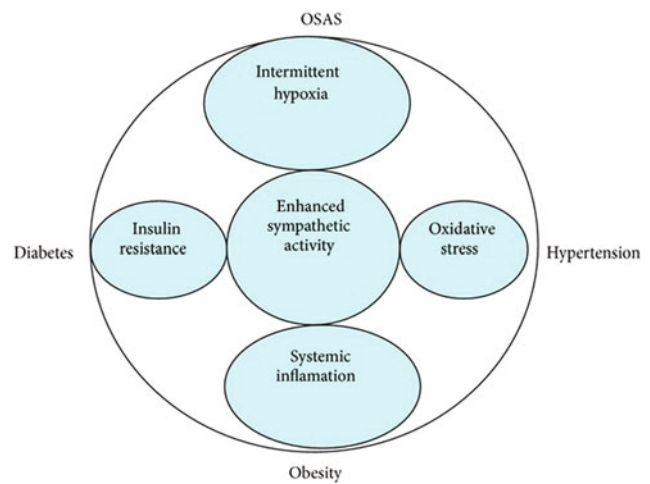 OSAS
Intermittent
hypoxia
Enhanced
sympathetic
activity
Insulin
resistance
Oxidative
stress
Diabetes
Hypertension
Systemic
inflamation
Obesity